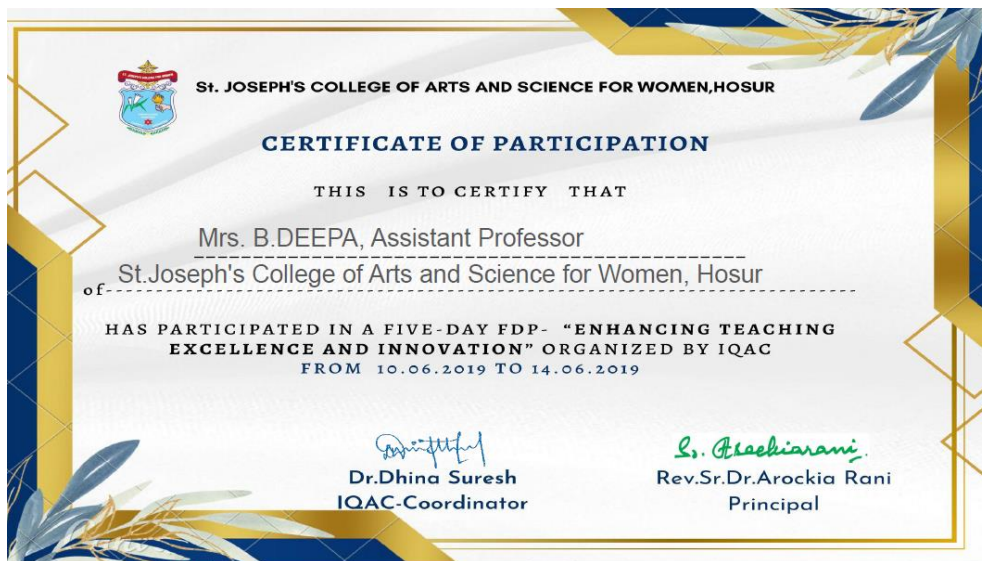 St. JOSEPH'S COLLEGE OF ARTS AND SCIENCE FOR WOMEN,HOSUR
CERTIFICATE OF PARTICIPATION
THIS IS TO CERTIFY THAT
Mrs. B.DEEPA, Assistant Professor
of St.Joseph's College of Arts and Science for Women, Hosur
HAS PARTICIPATED IN A FIVE-DAY FDP- “ENHANCING TEACHING
EXCELLENCE AND INNOVATION” ORGANIZED BY IQAC
FROM 10.06.2019 TO 14.06.2019
Dr.Dhina Suresh
IQAC-Coordinator
Rev.Sr.Dr.Arockia Rani
Principal